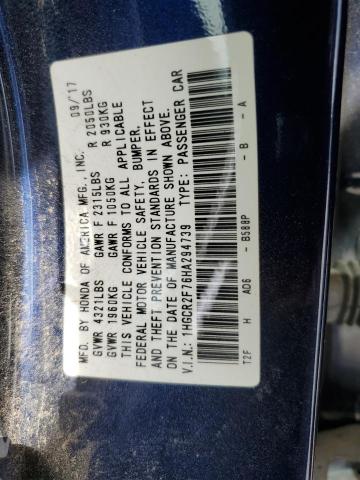 MFD. BY HONDA OF AMERICA MFG., INC. 09/17
GVWR 4321LBS GAWR F 2315LBS R 2050LBS
GVWR 1960KG GAWR F 1050KG R 930KG
THIS VEHICLE CONFORMS TO ALL APPLICABLE
FEDERAL MOTOR VEHICLE SAFETY, BUMPER,
AND THEFT PREVENTION STANDARDS IN EFFECT
ON THE DATE OF MANUFACTURE SHOWN ABOVE.
V.I.N.: 1HGCR2F76HA294739 TYPE: PASSENGER CAR
T2F H AD6 - B588P - B - A